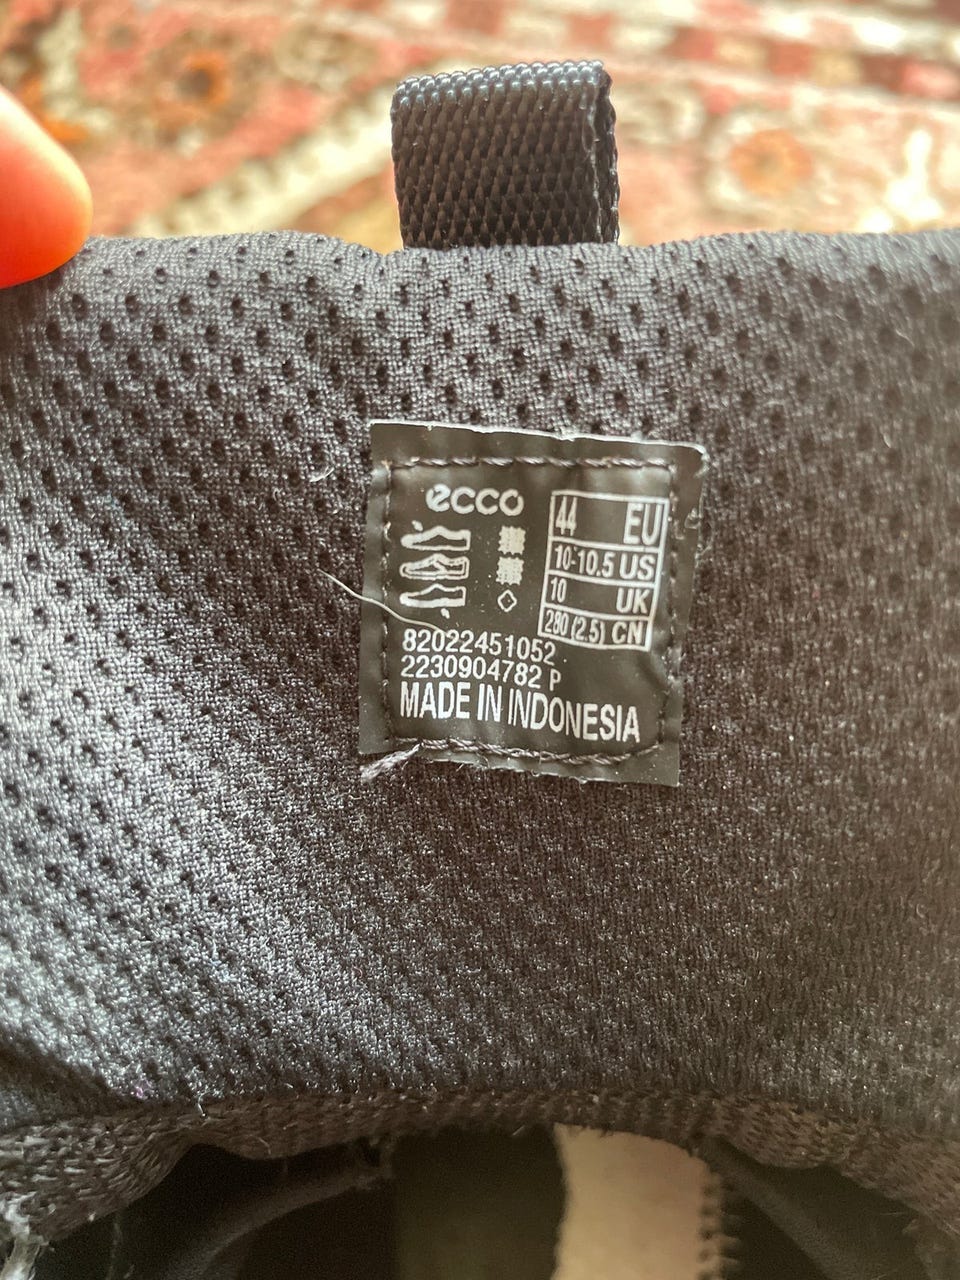 ecco
44 EU
10-10.5 US
10 UK
280 (2.5) CN
82022451052
2230904782 P
MADE IN INDONESIA